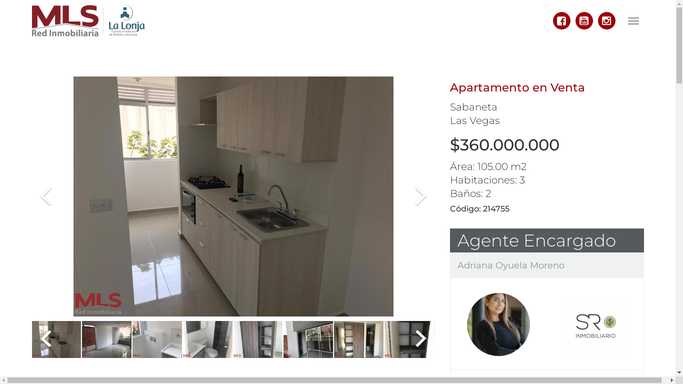 MLS
Red Inmobiliaria
La Lonja
Apartamento en Venta
Sabaneta
Las Vegas
$360.000.000
Área: 105.00 m2
Habitaciones: 3
Baños: 2
Código: 214755
Agente Encargado
Adriana Oyuela Moreno
MLS
Red Inmobiliaria
SR
INMOBILIARIO